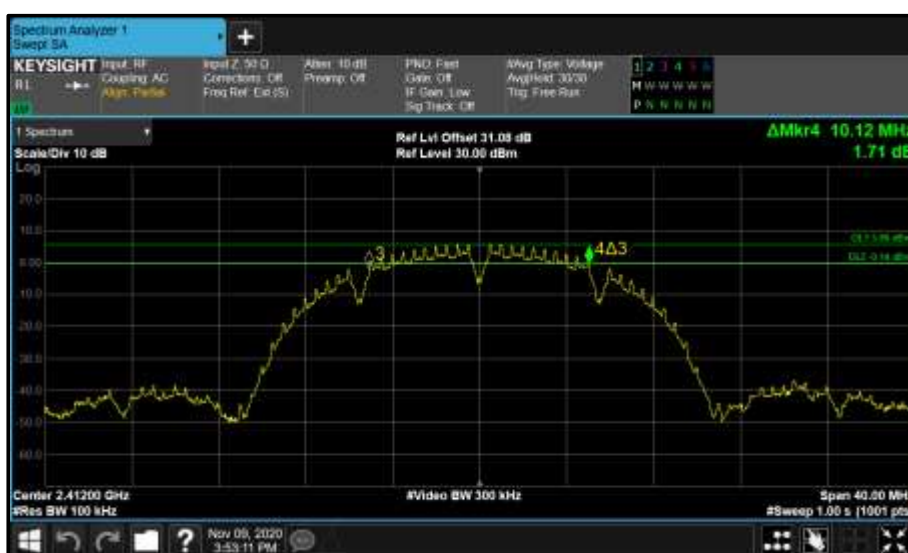 Spectrum Analyzer 1
Swept SA
+
KEYSIGHT Input: RF
Coupling: AC
Align: Partial
Input Z: 50 Ω
Corrections: Off
Freq Ref: Ext (S)
Atten: 10 dB
Preamp: Off
PNO: Fast
Gate: Off
IF Gain: Low
Sig Track: Off
#Avg Type: Voltage
Avg|Hold: 30/30
Trig: Free Run
1 2 3 4 5 6
M W W W W W
P N N N N N
1 Spectrum
Scale/Div 10 dB
Ref Lvl Offset 31.08 dB
Ref Level 30.00 dBm
ΔMkr4 10.12 MHz
1.71 dB
Log
20.0
10.0
0.00
-10.0
-20.0
-30.0
-40.0
-50.0
-60.0
3
4Δ3
Center 2.41200 GHz
#Res BW 100 kHz
#Video BW 300 kHz
Span 40.00 MHz
#Sweep 1.00 s (1001 pts)
?
Nov 09, 2020
3:53:11 PM